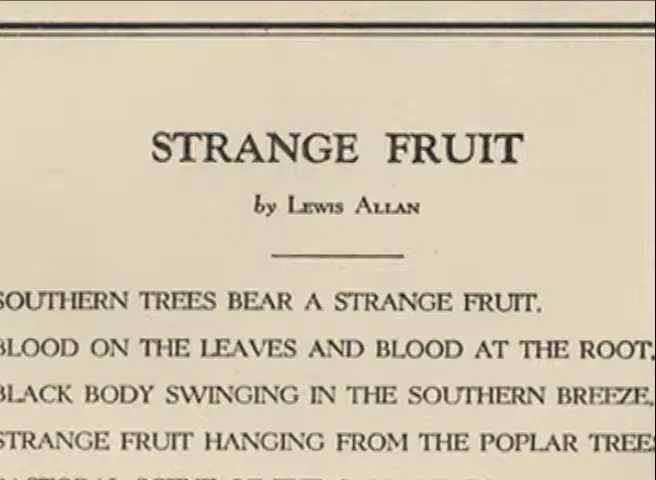 STRANGE FRUIT
by LEWIS ALLAN
SOUTHERN TREES BEAR A STRANGE FRUIT,
BLOOD ON THE LEAVES AND BLOOD AT THE ROOT,
BLACK BODY SWINGING IN THE SOUTHERN BREEZE,
STRANGE FRUIT HANGING FROM THE POPLAR TREES